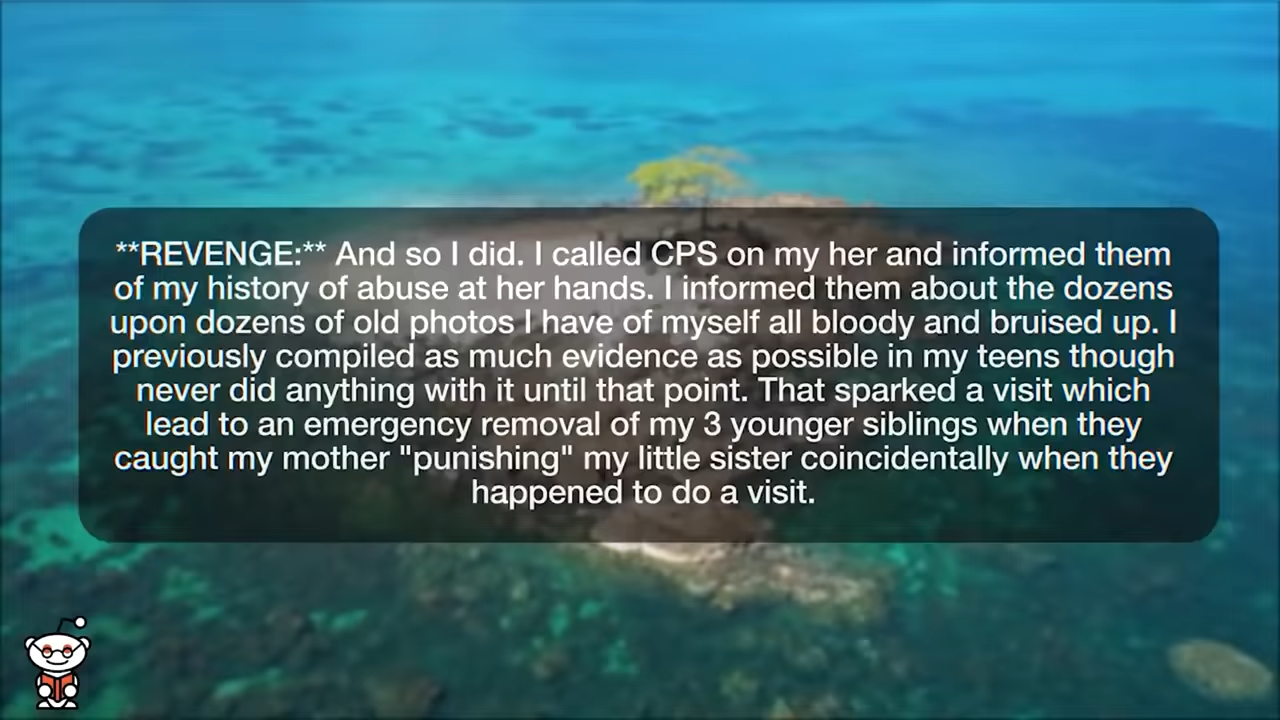 **REVENGE:** And so I did. I called CPS on my her and informed them
of my history of abuse at her hands. I informed them about the dozens
upon dozens of old photos I have of myself all bloody and bruised up. I
previously compiled as much evidence as possible in my teens though
never did anything with it until that point. That sparked a visit which
lead to an emergency removal of my 3 younger siblings when they
caught my mother "punishing" my little sister coincidentally when they
happened to do a visit.